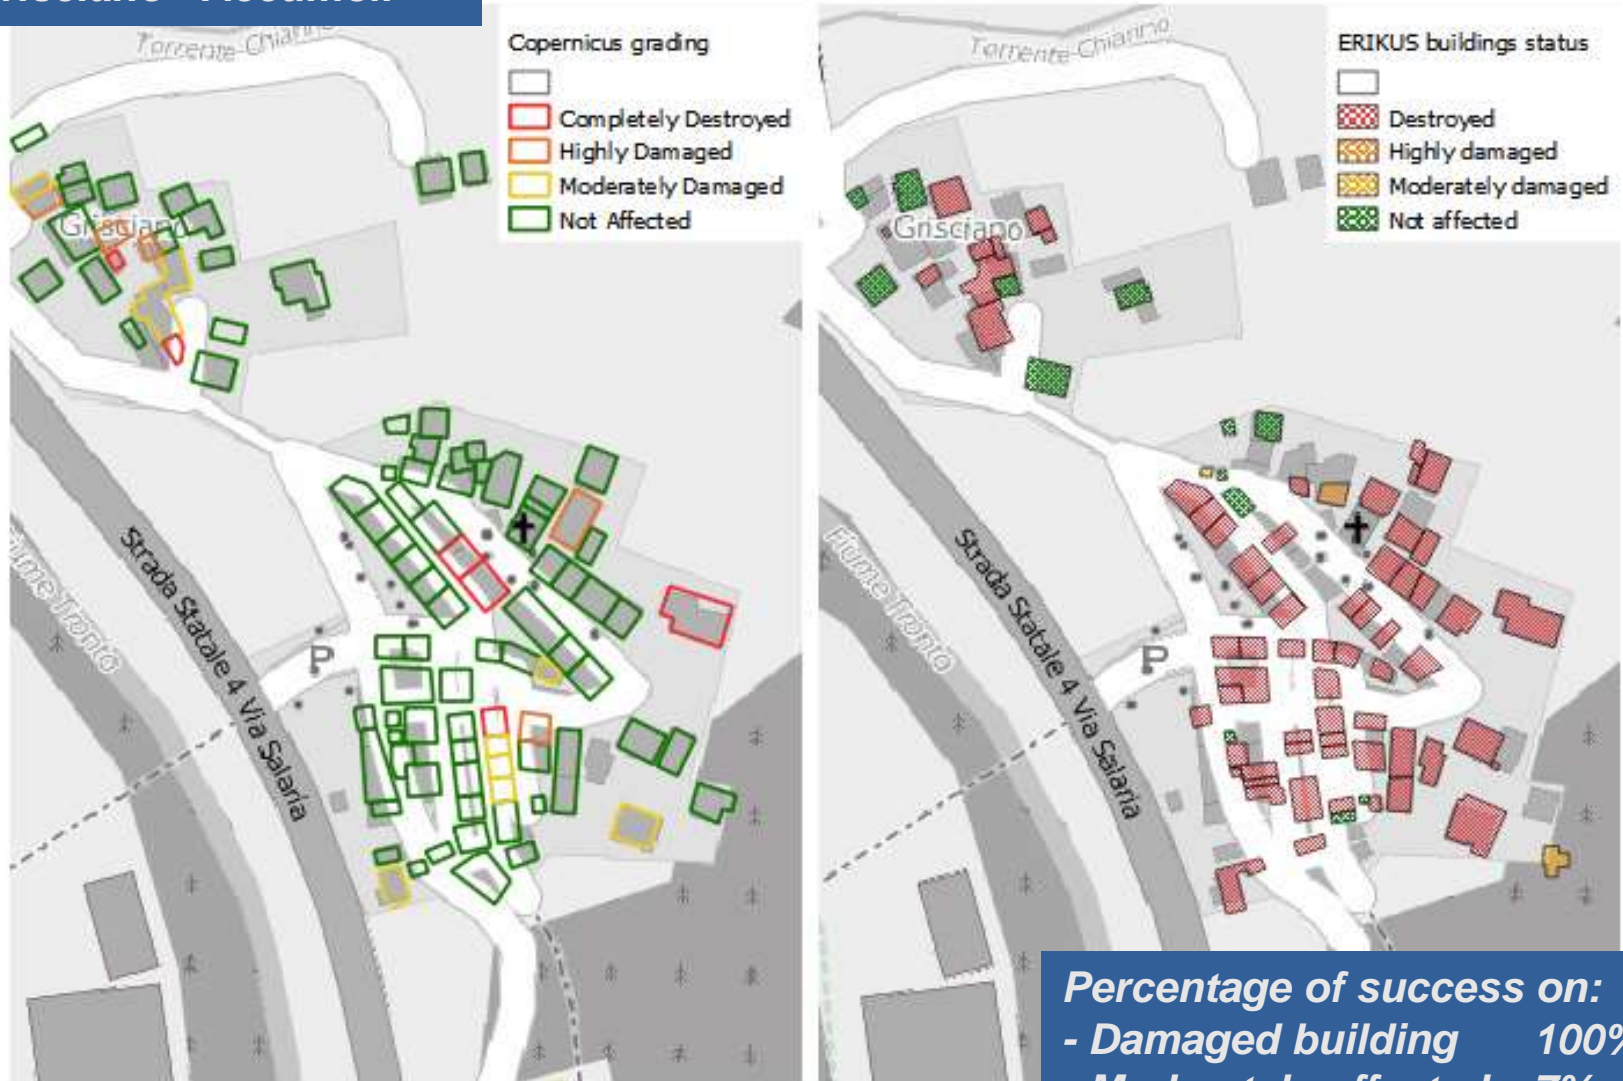 Torrente Chiarino
Copernicus grading
Completely Destroyed
Highly Damaged
Moderately Damaged
Not Affected
Grisciano
Strada Statale 4 Via Salaria
Tronto
P
Torrente Chiarino
ERIKUS buildings status
Destroyed
Highly damaged
Moderately damaged
Not affected
Grisciano
Strada Statale 4 Via Salaria
Fiume Tronto
P
Percentage of success on:
- Damaged building 100%